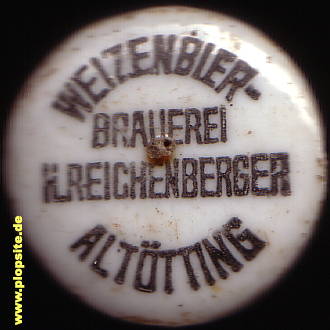 WEIZENBIER-
BRAUEREI
H.REICHENBERGER
ALTÖTTING
www.plopsite.de